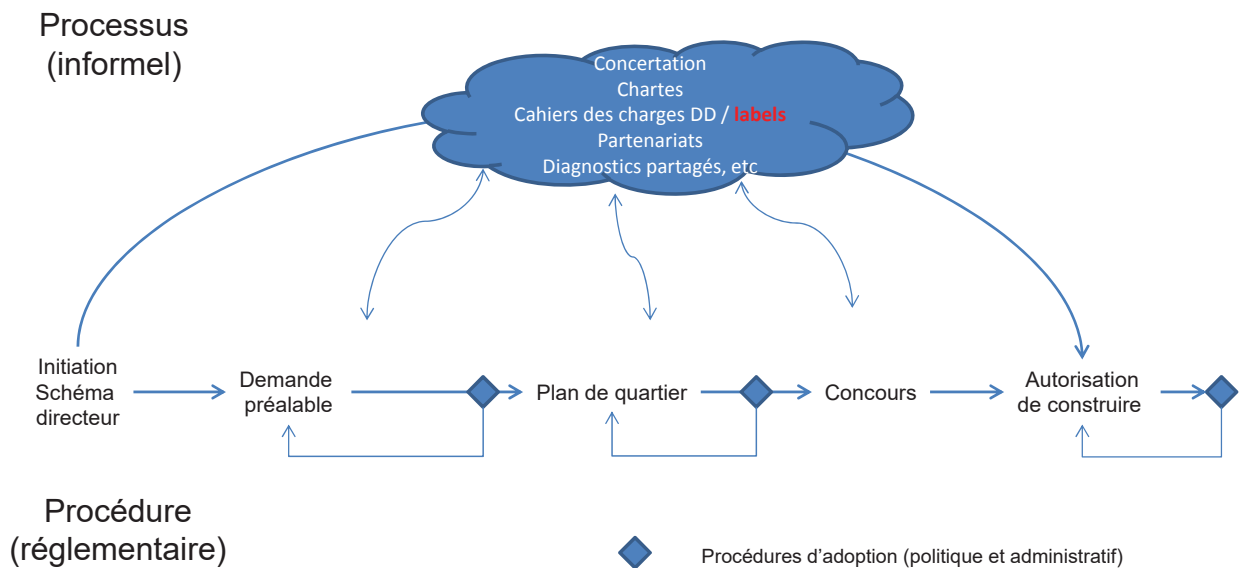 Processus
(informel)
Concertation
Chartes
Cahiers des charges DD / labels
Partenariats
Diagnostics partagés, etc
Initiation
Schéma
directeur
Demande
préalable
Plan de quartier
Concours
Autorisation
de construire
Procédure
(réglementaire)
Procédures d'adoption (politique et administratif)